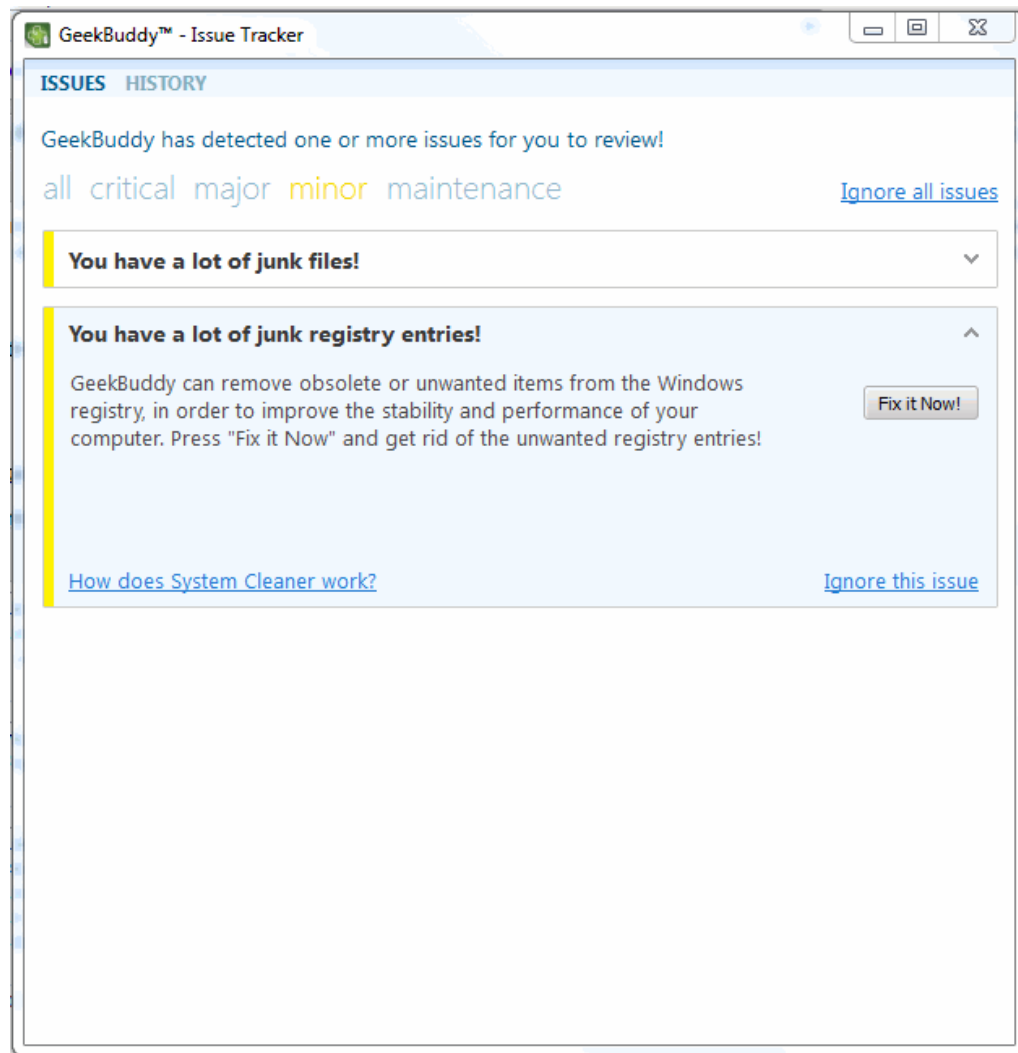 GeekBuddy™ - Issue Tracker
ISSUES HISTORY
GeekBuddy has detected one or more issues for you to review!
all critical major minor maintenance
Ignore all issues
You have a lot of junk files!
You have a lot of junk registry entries!
GeekBuddy can remove obsolete or unwanted items from the Windows
registry, in order to improve the stability and performance of your
computer. Press "Fix it Now" and get rid of the unwanted registry entries!
Fix it Now!
How does System Cleaner work?
Ignore this issue